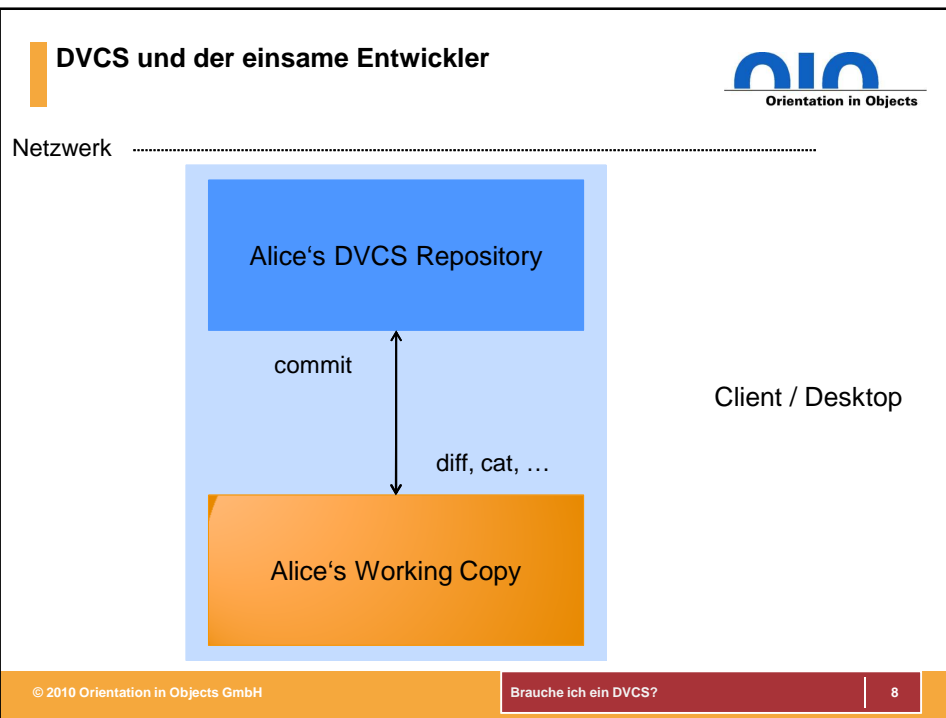 DVCS und der einsame Entwickler
OIO
Orientation in Objects
Netzwerk
Alice‘s DVCS Repository
commit
Client / Desktop
diff, cat, …
Alice‘s Working Copy
© 2010 Orientation in Objects GmbH
Brauche ich ein DVCS?
8